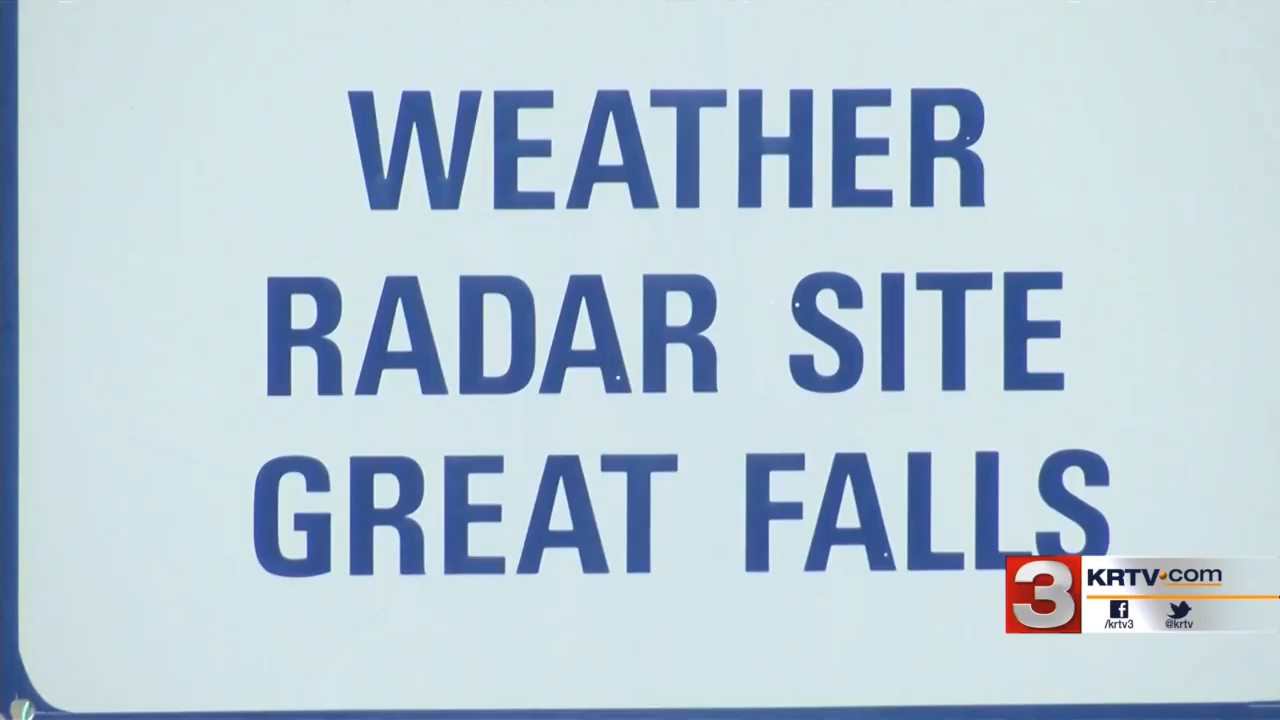 WEATHER
RADAR SITE
GREAT FALLS
3 KRTV.com
/krtv3 @krtv